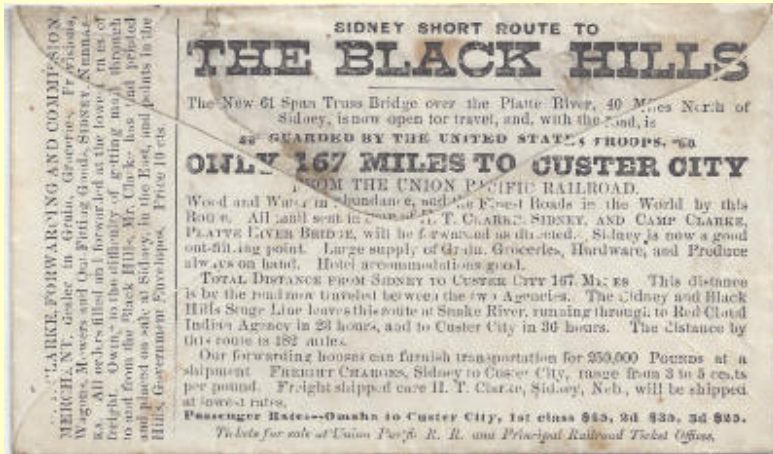 SIDNEY SHORT ROUTE TO
THE BLACK HILLS
The New 61 Span Truss Bridge over the Platte River, 40 Miles North of
Sidney, is now open for travel, and, with the road, is
GUARDED BY THE UNITED STATES TROOPS.
ONLY 167 MILES TO CUSTER CITY
FROM THE UNION PACIFIC RAILROAD.
Wood and Water in abundance, and the Finest Roads in the World by this
Route. All mail sent in care of H. T. CLARKE, SIDNEY, AND CAMP CLARKE,
PLATTE RIVER BRIDGE, will be forwarded as directed. Sidney is now a good
out-fitting point. Large supply of Grain, Groceries, Hardware, and Produce
always on hand. Hotel accommodations good.
TOTAL DISTANCE FROM SIDNEY TO CUSTER CITY 167 MILES This distance
is by the road now traveled between the two Agencies. The Sidney and Black
Hills Stage Line leaves this route at Snake River, running through to Red Cloud
Indian Agency in 23 hours, and to Custer City in 36 hours. The distance by
this route is 182 miles.
Our forwarding houses can furnish transportation for 250,000 POUNDS at a
shipment FREIGHT CHARGES, Sidney to Custer City, range from 3 to 5 cents
per pound. Freight shipped care H. T. Clarke, Sidney, Neb., will be shipped
at lowest rates.
Passenger Rates--Omaha to Custer City, 1st class $45, 2d $35, 3d $25.
Tickets for sale at Union Pacific R. R. and Principal Railroad Ticket Offices.
CLARKE, FORWARDING AND COMMISSION
MERCHANT, dealer in Grain, Groceries, Provisions,
Wagons, Mowers and Out-Fitting Goods, SIDNEY, NEBRAS-
KA. All orders filled and forwarded at the lowest rates of
freight. Owing to the difficulty of getting mail through
to and from the Black Hills, Mr. Clarke has had printed
and placed on sale at Sidney, in the East, and points in the
Hills, Government Envelopes. Price 10 cts.